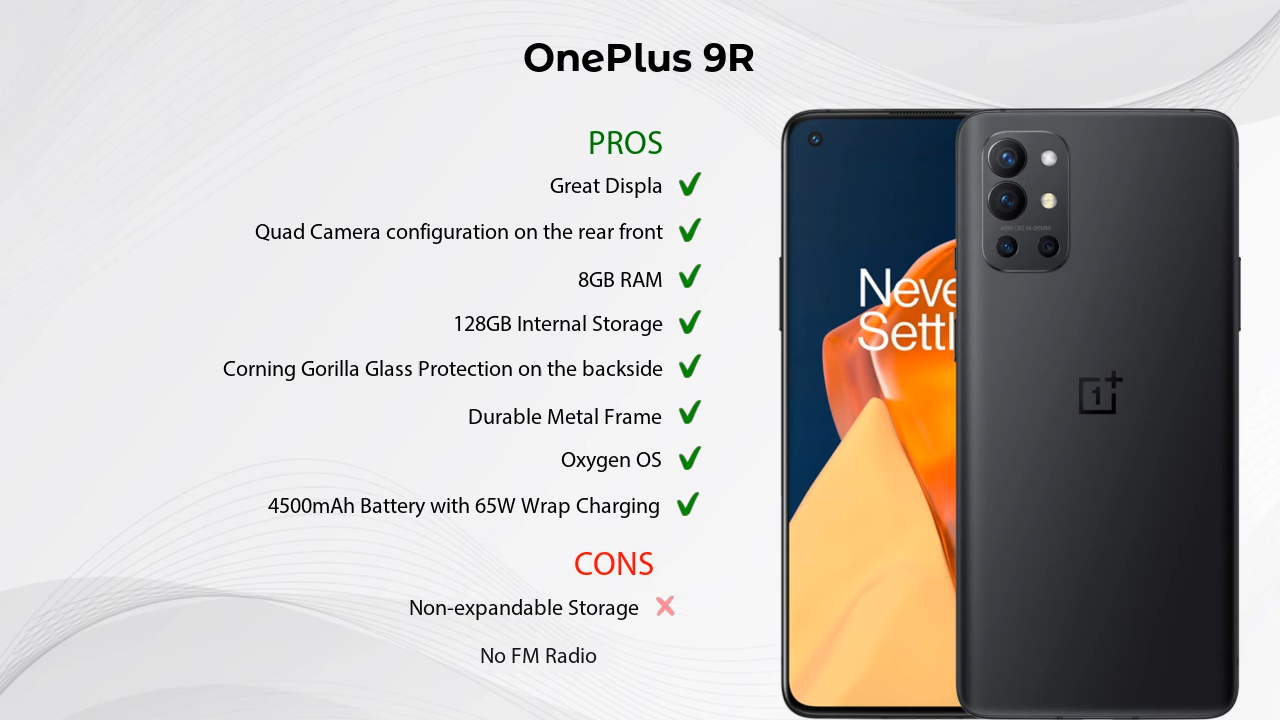 OnePlus 9R
PROS
Great Displa
Quad Camera configuration on the rear front
8GB RAM
128GB Internal Storage
Corning Gorilla Glass Protection on the backside
Durable Metal Frame
Oxygen OS
4500mAh Battery with 65W Wrap Charging
CONS
Non-expandable Storage
No FM Radio
Neve
Settl
1+